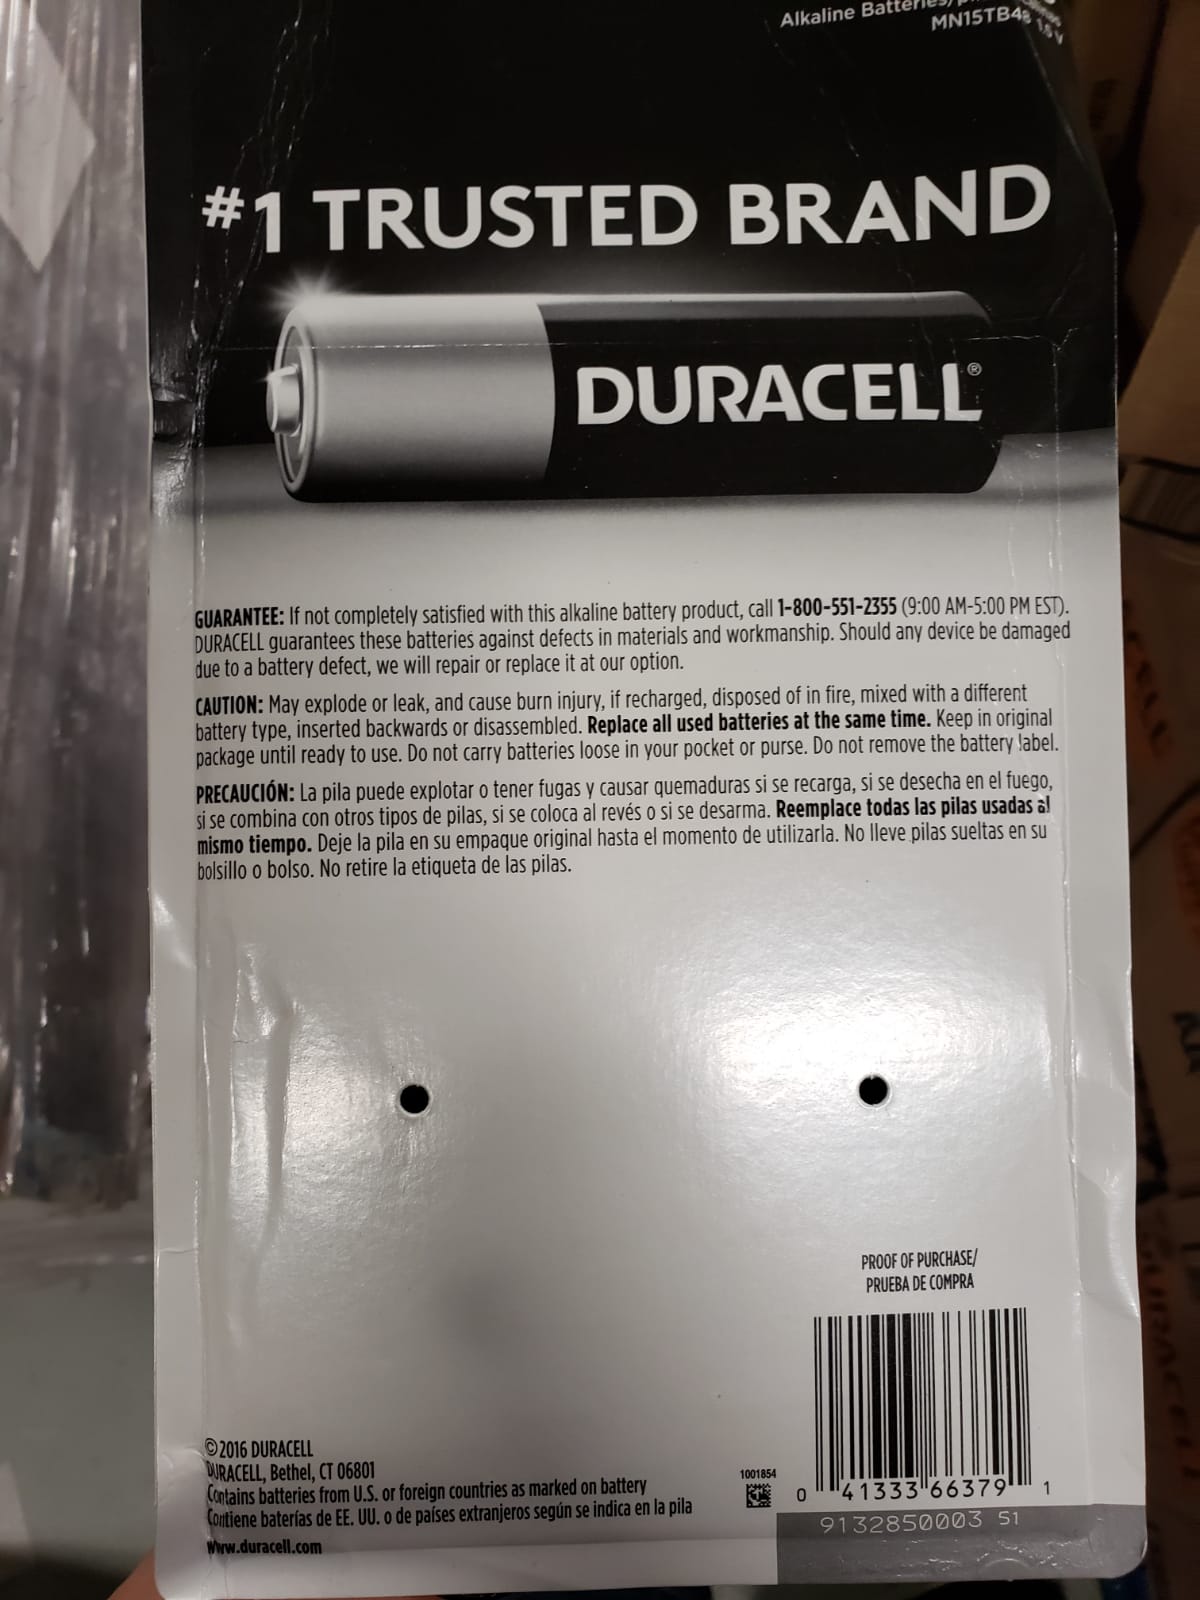 Alkaline Batteries/
MN15TB48 1.5 V
#1 TRUSTED BRAND
DURACELL®
GUARANTEE: If not completely satisfied with this alkaline battery product, call 1-800-551-2355 (9:00 AM-5:00 PM EST).
DURACELL guarantees these batteries against defects in materials and workmanship. Should any device be damaged
due to a battery defect, we will repair or replace it at our option.
CAUTION: May explode or leak, and cause burn injury, if recharged, disposed of in fire, mixed with a different
battery type, inserted backwards or disassembled. Replace all used batteries at the same time. Keep in original
package until ready to use. Do not carry batteries loose in your pocket or purse. Do not remove the battery label.
PRECAUCIÓN: La pila puede explotar o tener fugas y causar quemaduras si se recarga, si se desecha en el fuego,
si se combina con otros tipos de pilas, si se coloca al revés o si se desarma. Reemplace todas las pilas usadas al
mismo tiempo. Deje la pila en su empaque original hasta el momento de utilizarla. No lleve pilas sueltas en su
bolsillo o bolso. No retire la etiqueta de las pilas.
PROOF OF PURCHASE/
PRUEBA DE COMPRA
©2016 DURACELL
DURACELL, Bethel, CT 06801
Contains batteries from U.S. or foreign countries as marked on battery
Contiene baterías de EE. UU. o de países extranjeros según se indica en la pila
www.duracell.com
1001854
0 41333 66379 1
9132850003 51